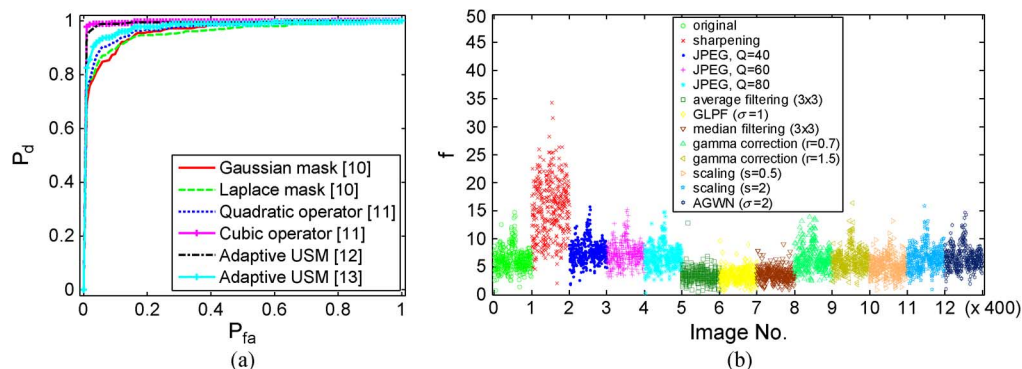 1
0.8
0.6
0.4
0.2
0
P_d
Gaussian mask [10]
Laplace mask [10]
Quadratic operator [11]
Cubic operator [11]
Adaptive USM [12]
Adaptive USM [13]
0 0.2 0.4 0.6 0.8 1
P_fa
(a)
50
45
40
35
30
25
20
15
10
5
0
f
original
sharpening
JPEG, Q=40
JPEG, Q=60
JPEG, Q=80
average filtering (3x3)
GLPF (σ=1)
median filtering (3x3)
gamma correction (r=0.7)
gamma correction (r=1.5)
scaling (s=0.5)
scaling (s=2)
AGWN (σ=2)
0 1 2 3 4 5 6 7 8 9 10 11 12 (x 400)
Image No.
(b)